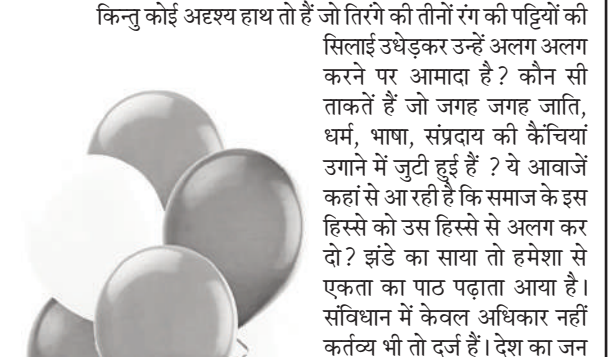 किन्तु कोई अदृश्य हाथ तो हैं जो तिरंगे की तीनों रंग की पट्टियों की
सिलाई उधेड़कर उन्हें अलग अलग
करने पर आमादा है? कौन सी
ताकतें हैं जो जगह जगह जाति,
धर्म, भाषा, संप्रदाय की कैंचियां
उगाने में जुटी हुई हैं ? ये आवाजें
कहां से आ रही है कि समाज के इस
हिस्से को उस हिस्से से अलग कर
दो? झंडे का साया तो हमेशा से
एकता का पाठ पढ़ाता आया है।
संविधान में केवल अधिकार नहीं
कर्तव्य भी तो दर्ज हैं। देश का जन